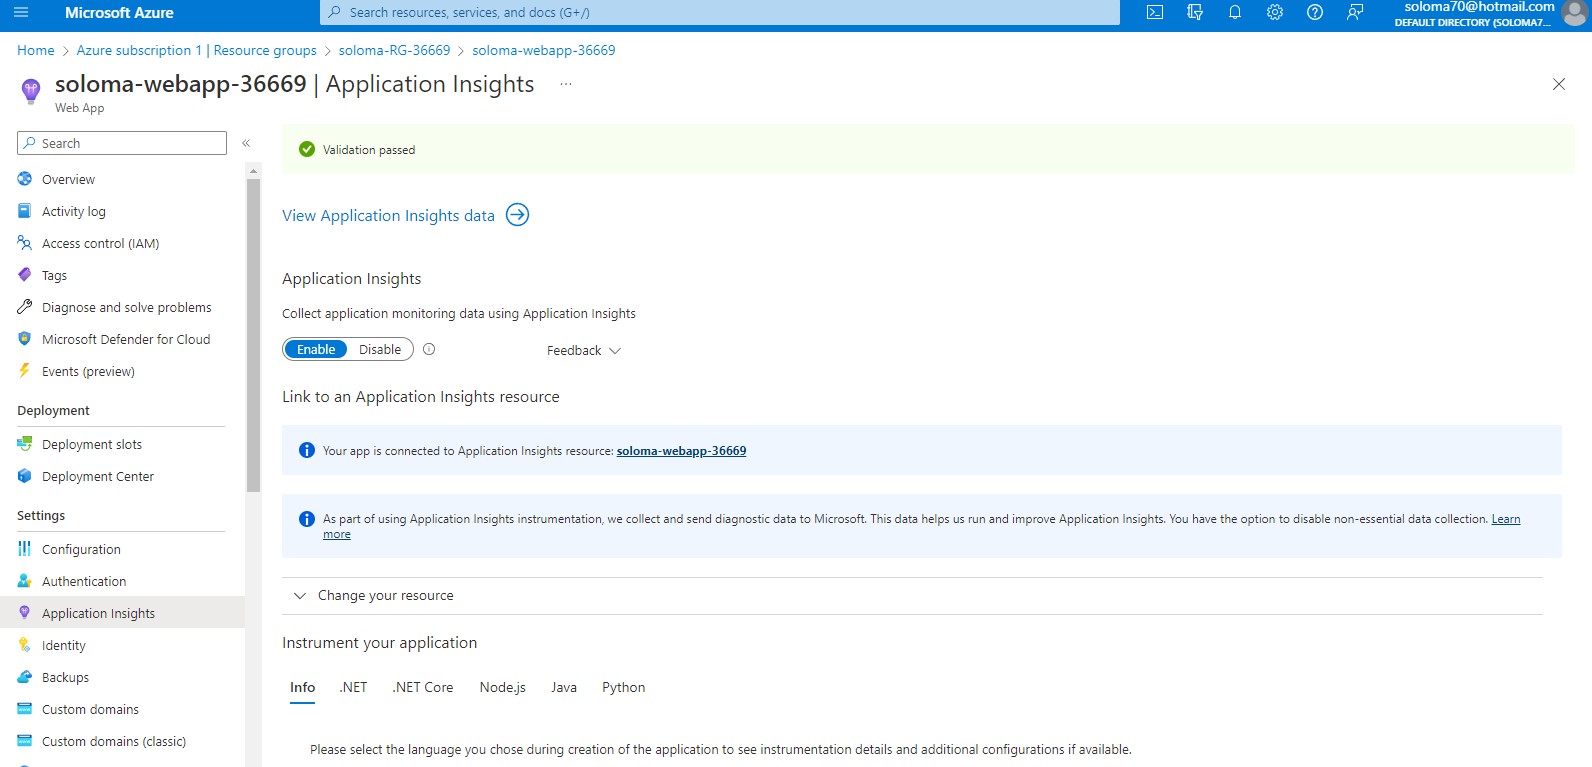 Microsoft Azure
Search resources, services, and docs (G+/)
soloma70@hotmail.com
DEFAULT DIRECTORY (SOLOMA7...
Home > Azure subscription 1 | Resource groups > soloma-RG-36669 > soloma-webapp-36669
soloma-webapp-36669 | Application Insights ...
Web App
Search
«
Overview
Activity log
Access control (IAM)
Tags
Diagnose and solve problems
Microsoft Defender for Cloud
Events (preview)
Deployment
Deployment slots
Deployment Center
Settings
Configuration
Authentication
Application Insights
Identity
Backups
Custom domains
Custom domains (classic)
Validation passed
View Application Insights data
Application Insights
Collect application monitoring data using Application Insights
Enable Disable
Feedback
Link to an Application Insights resource
Your app is connected to Application Insights resource: soloma-webapp-36669
As part of using Application Insights instrumentation, we collect and send diagnostic data to Microsoft. This data helps us run and improve Application Insights. You have the option to disable non-essential data collection. Learn
more
Change your resource
Instrument your application
Info .NET .NET Core Node.js Java Python
Please select the language you chose during creation of the application to see instrumentation details and additional configurations if available.